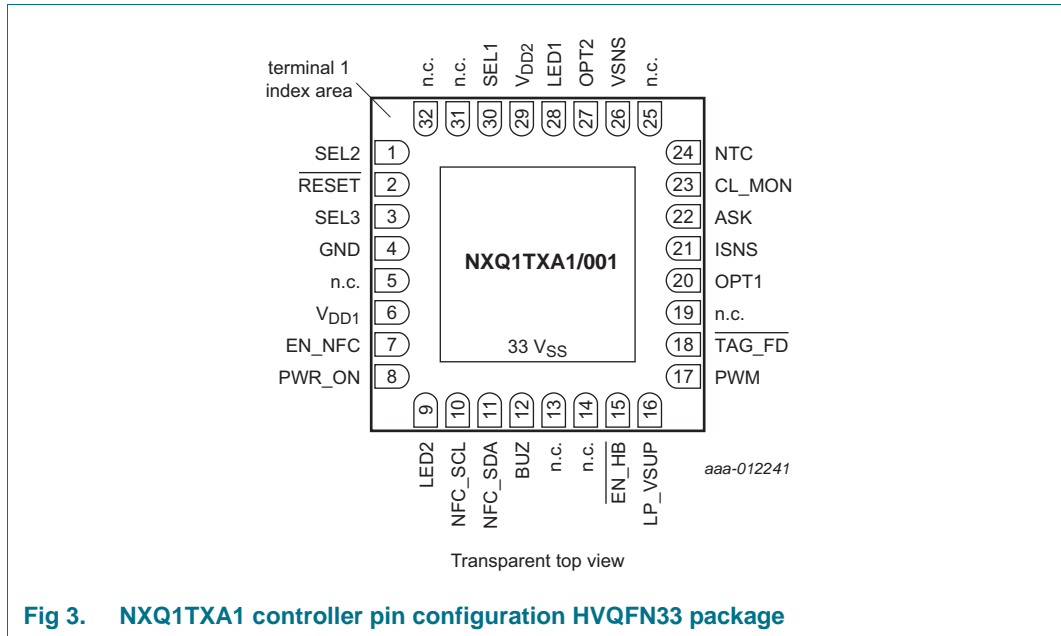 terminal 1
index area
n.c.
n.c.
SEL1
VDD2
LED1
OPT2
VSNS
n.c.
32
31
30
29
28
27
26
25
SEL2 1
RESET 2
SEL3 3
GND 4
n.c. 5
VDD1 6
EN_NFC 7
PWR_ON 8
24 NTC
23 CL_MON
22 ASK
21 ISNS
20 OPT1
19 n.c.
18 TAG_FD
17 PWM
NXQ1TXA1/001
33 VSS
9
10
11
12
13
14
15
16
LED2
NFC_SCL
NFC_SDA
BUZ
n.c.
n.c.
EN_HB
LP_VSUP
aaa-012241
Transparent top view
Fig 3. NXQ1TXA1 controller pin configuration HVQFN33 package